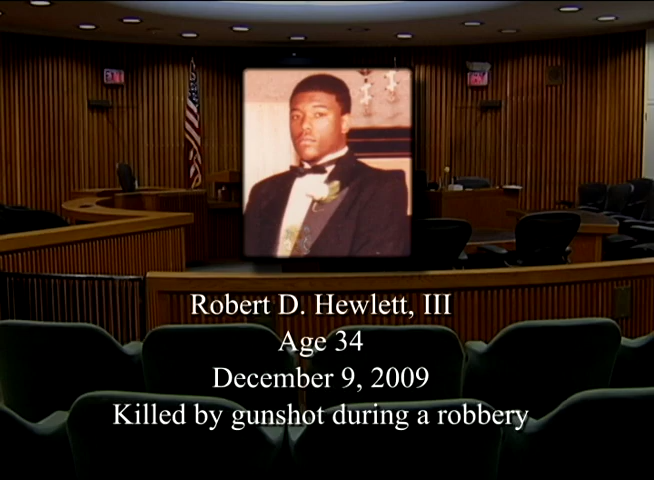 Robert D. Hewlett, III
Age 34
December 9, 2009
Killed by gunshot during a robbery